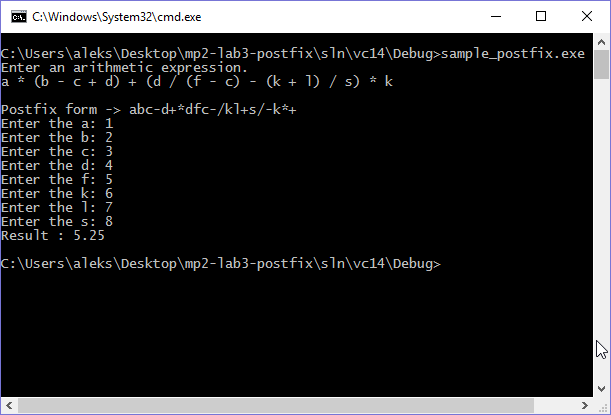 C:\Windows\System32\cmd.exe
C:\Users\aleks\Desktop\mp2-lab3-postfix\sln\vc14\Debug>sample_postfix.exe
Enter an arithmetic expression.
a * (b - c + d) + (d / (f - c) - (k + l) / s) * k
Postfix form -> abc-d+*dfc-/kl+s/-k*+
Enter the a: 1
Enter the b: 2
Enter the c: 3
Enter the d: 4
Enter the f: 5
Enter the k: 6
Enter the l: 7
Enter the s: 8
Result : 5.25
C:\Users\aleks\Desktop\mp2-lab3-postfix\sln\vc14\Debug>